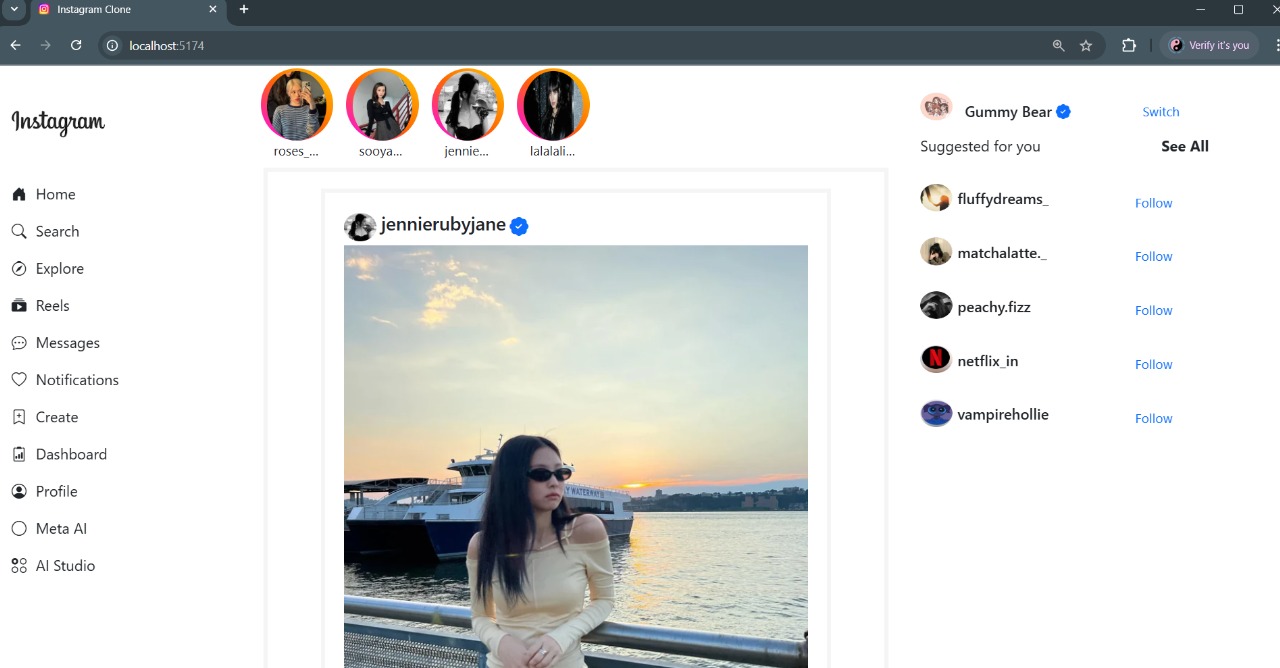 Instagram Clone
localhost:5174
Verify it's you
Instagram
Home
Search
Explore
Reels
Messages
Notifications
Create
Dashboard
Profile
Meta AI
AI Studio
roses_...
sooya...
jennie...
lalalali...
jennierubyjane
Gummy Bear
Switch
Suggested for you
See All
fluffydreams_
Follow
matchalatte._
Follow
peachy.fizz
Follow
N
netflix_in
Follow
vampirehollie
Follow